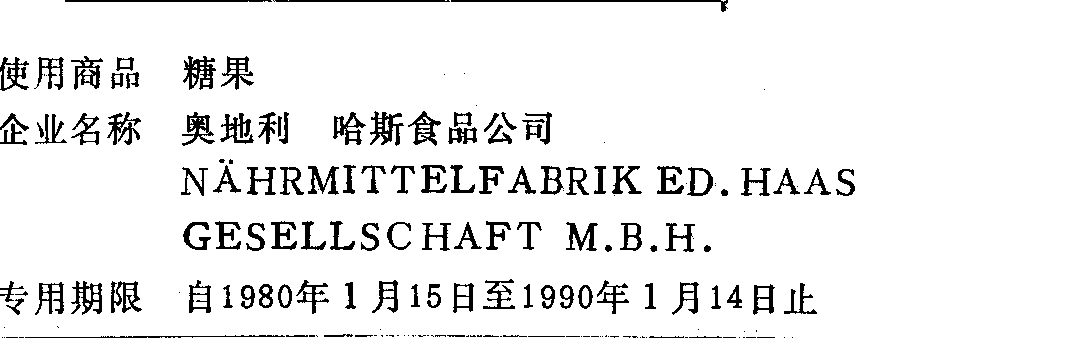 使用商品 糖果
企业名称 奥地利 哈斯食品公司
NÄHRMITTELFABRIK ED. HAAS
GESELLSCHAFT M.B.H.
专用期限 自1980年1月15日至1990年1月14日止